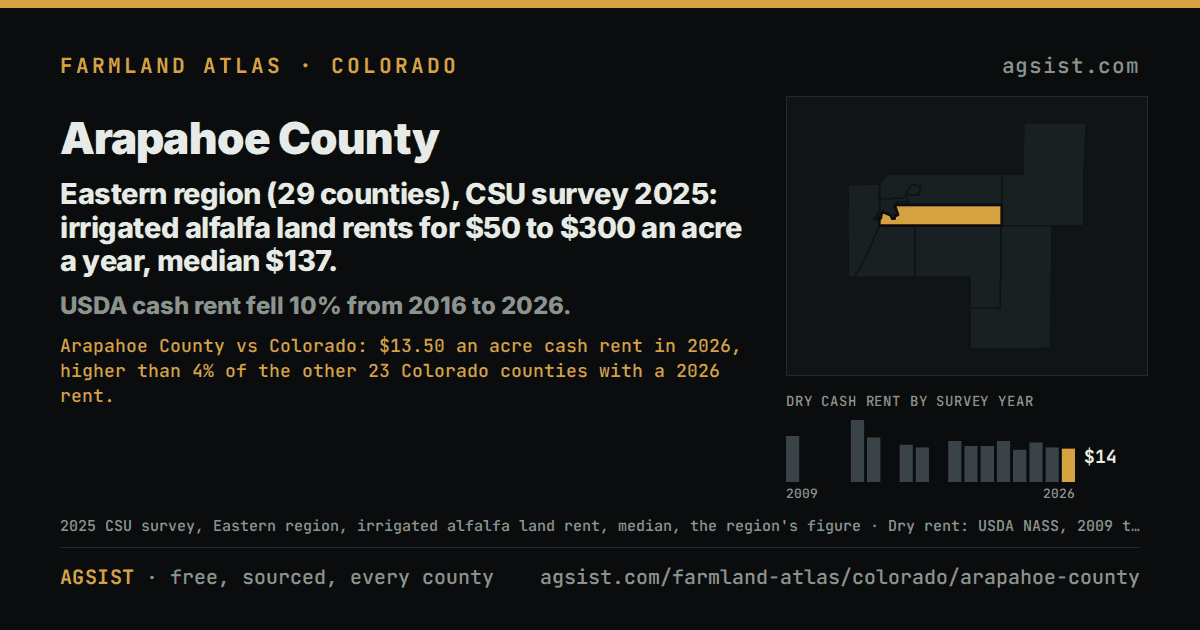 FARMLAND ATLAS · COLORADO
agsist.com
Arapahoe County
Eastern region (29 counties), CSU survey 2025:
irrigated alfalfa land rents for $50 to $300 an acre
a year, median $137.
USDA cash rent fell 10% from 2016 to 2026.
Arapahoe County vs Colorado: $13.50 an acre cash rent in 2026,
higher than 4% of the other 23 Colorado counties with a 2026
rent.
DRY CASH RENT BY SURVEY YEAR
$14
2009
2026
2025 CSU survey, Eastern region, irrigated alfalfa land rent, median, the region's figure · Dry rent: USDA NASS, 2009 t…
AGSIST · free, sourced, every county
agsist.com/farmland-atlas/colorado/arapahoe-county